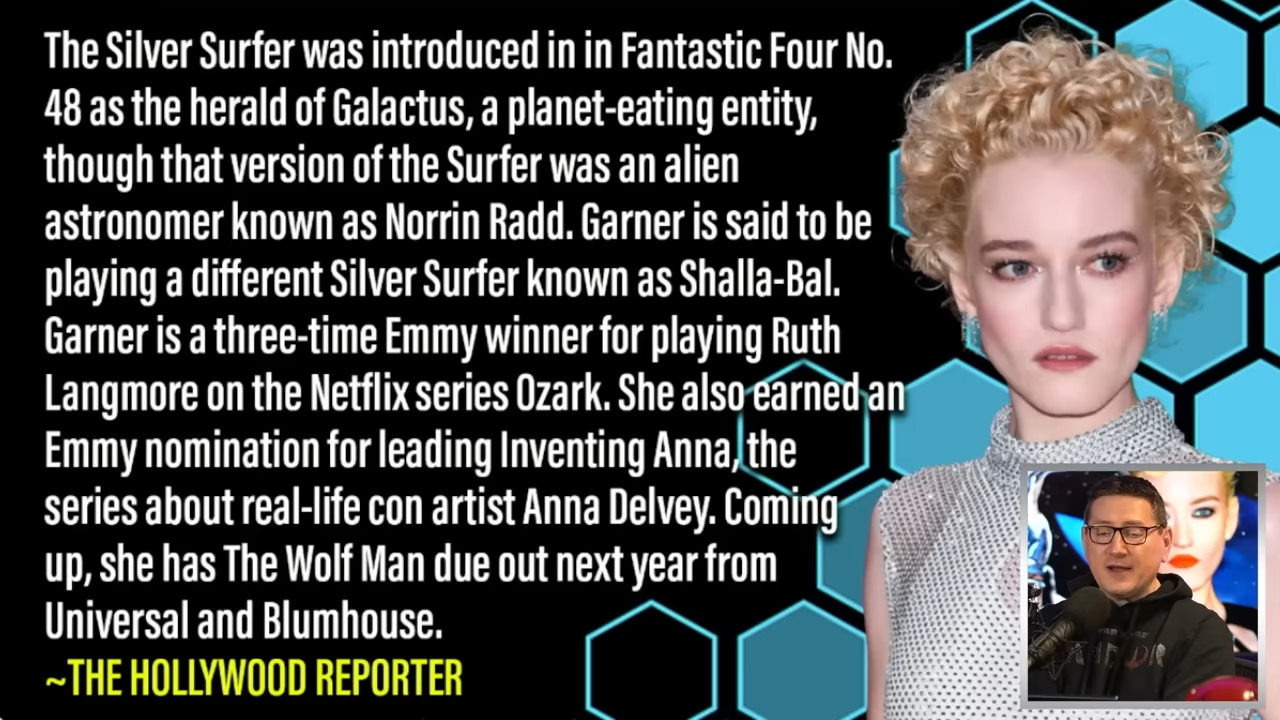 The Silver Surfer was introduced in in Fantastic Four No.
48 as the herald of Galactus, a planet-eating entity,
though that version of the Surfer was an alien
astronomer known as Norrin Radd. Garner is said to be
playing a different Silver Surfer known as Shalla-Bal.
Garner is a three-time Emmy winner for playing Ruth
Langmore on the Netflix series Ozark. She also earned an
Emmy nomination for leading Inventing Anna, the
series about real-life con artist Anna Delvey. Coming
up, she has The Wolf Man due out next year from
Universal and Blumhouse.
~THE HOLLYWOOD REPORTER